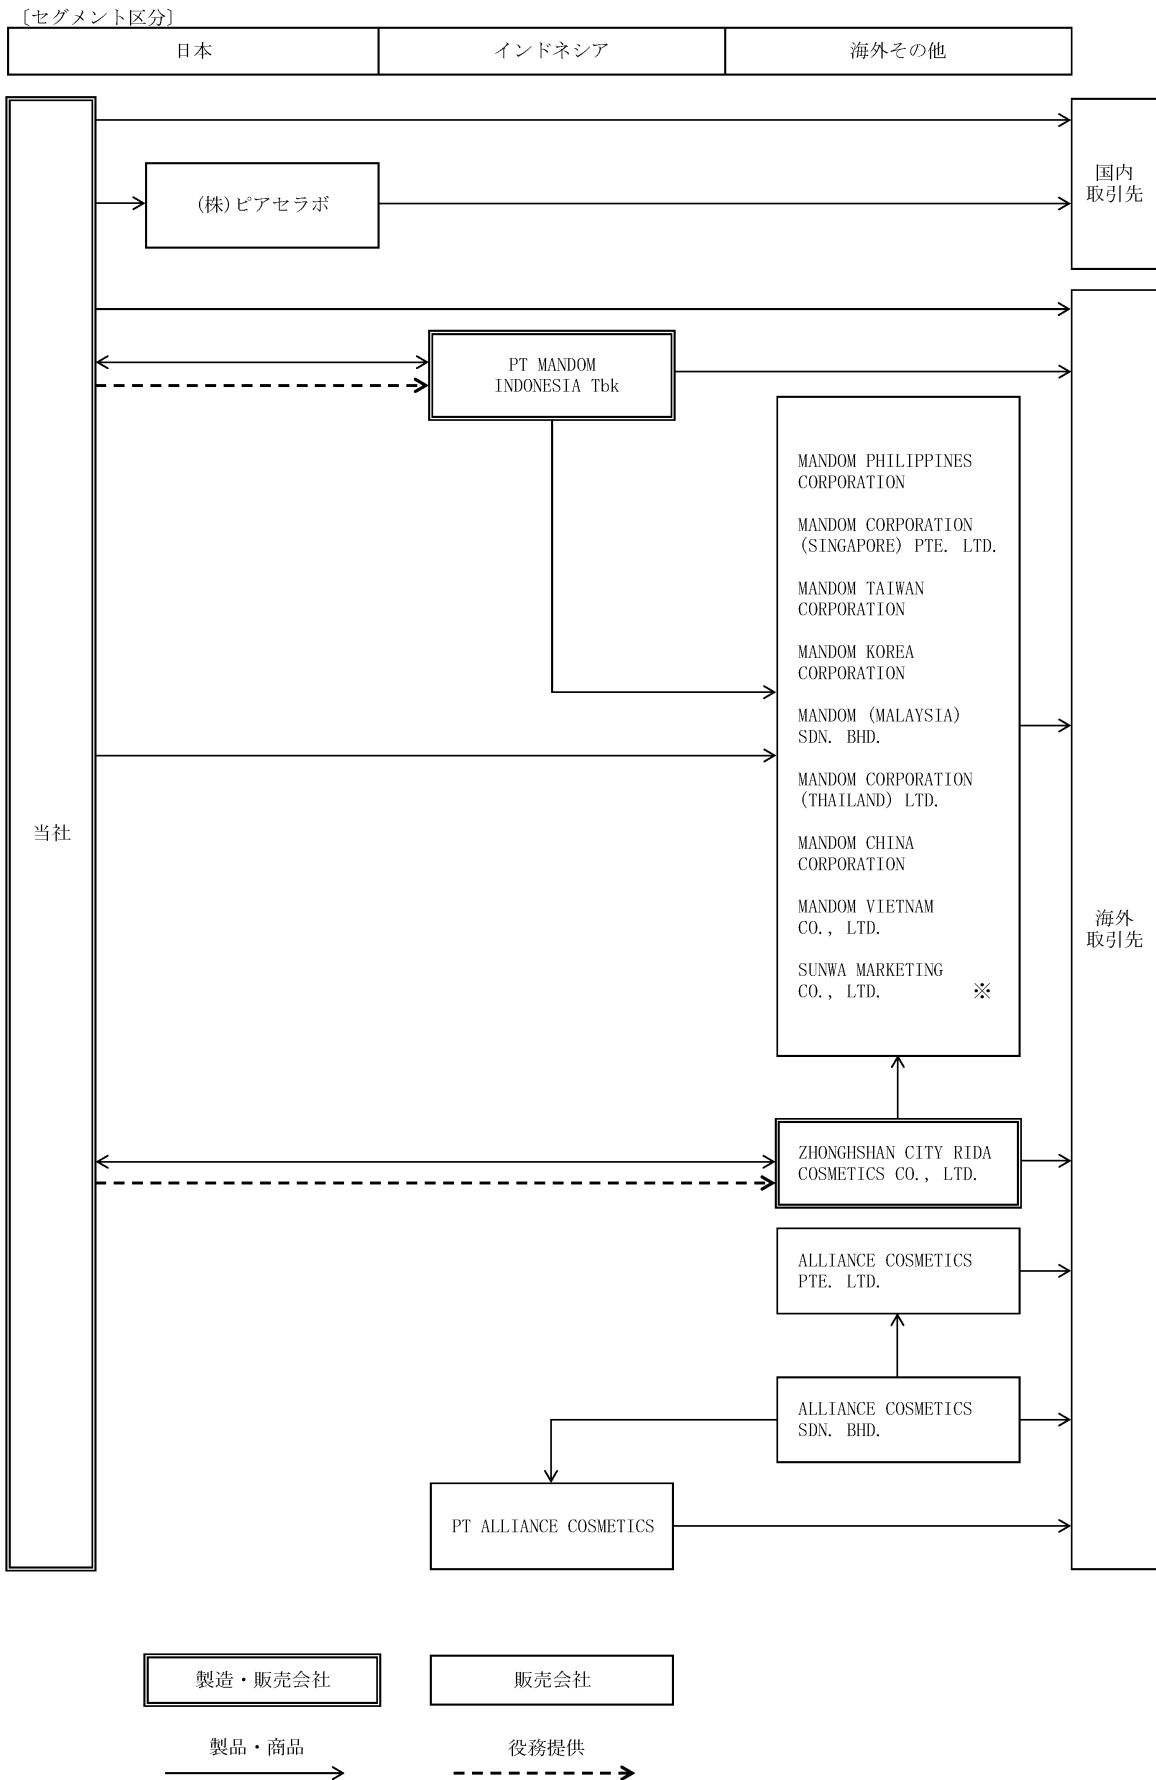 〔セグメント区分〕
日本
インドネシア
海外その他
国内
取引先
(株)ピアセラボ
PT MANDOM
INDONESIA Tbk
MANDOM PHILIPPINES
CORPORATION
MANDOM CORPORATION
(SINGAPORE) PTE. LTD.
MANDOM TAIWAN
CORPORATION
MANDOM KOREA
CORPORATION
MANDOM (MALAYSIA)
SDN. BHD.
MANDOM CORPORATION
(THAILAND) LTD.
MANDOM CHINA
CORPORATION
MANDOM VIETNAM
CO., LTD.
SUNWA MARKETING
CO., LTD. ※
当社
海外
取引先
ZHONGHSHAN CITY RIDA
COSMETICS CO., LTD.
ALLIANCE COSMETICS
PTE. LTD.
ALLIANCE COSMETICS
SDN. BHD.
PT ALLIANCE COSMETICS
製造・販売会社
販売会社
製品・商品
役務提供